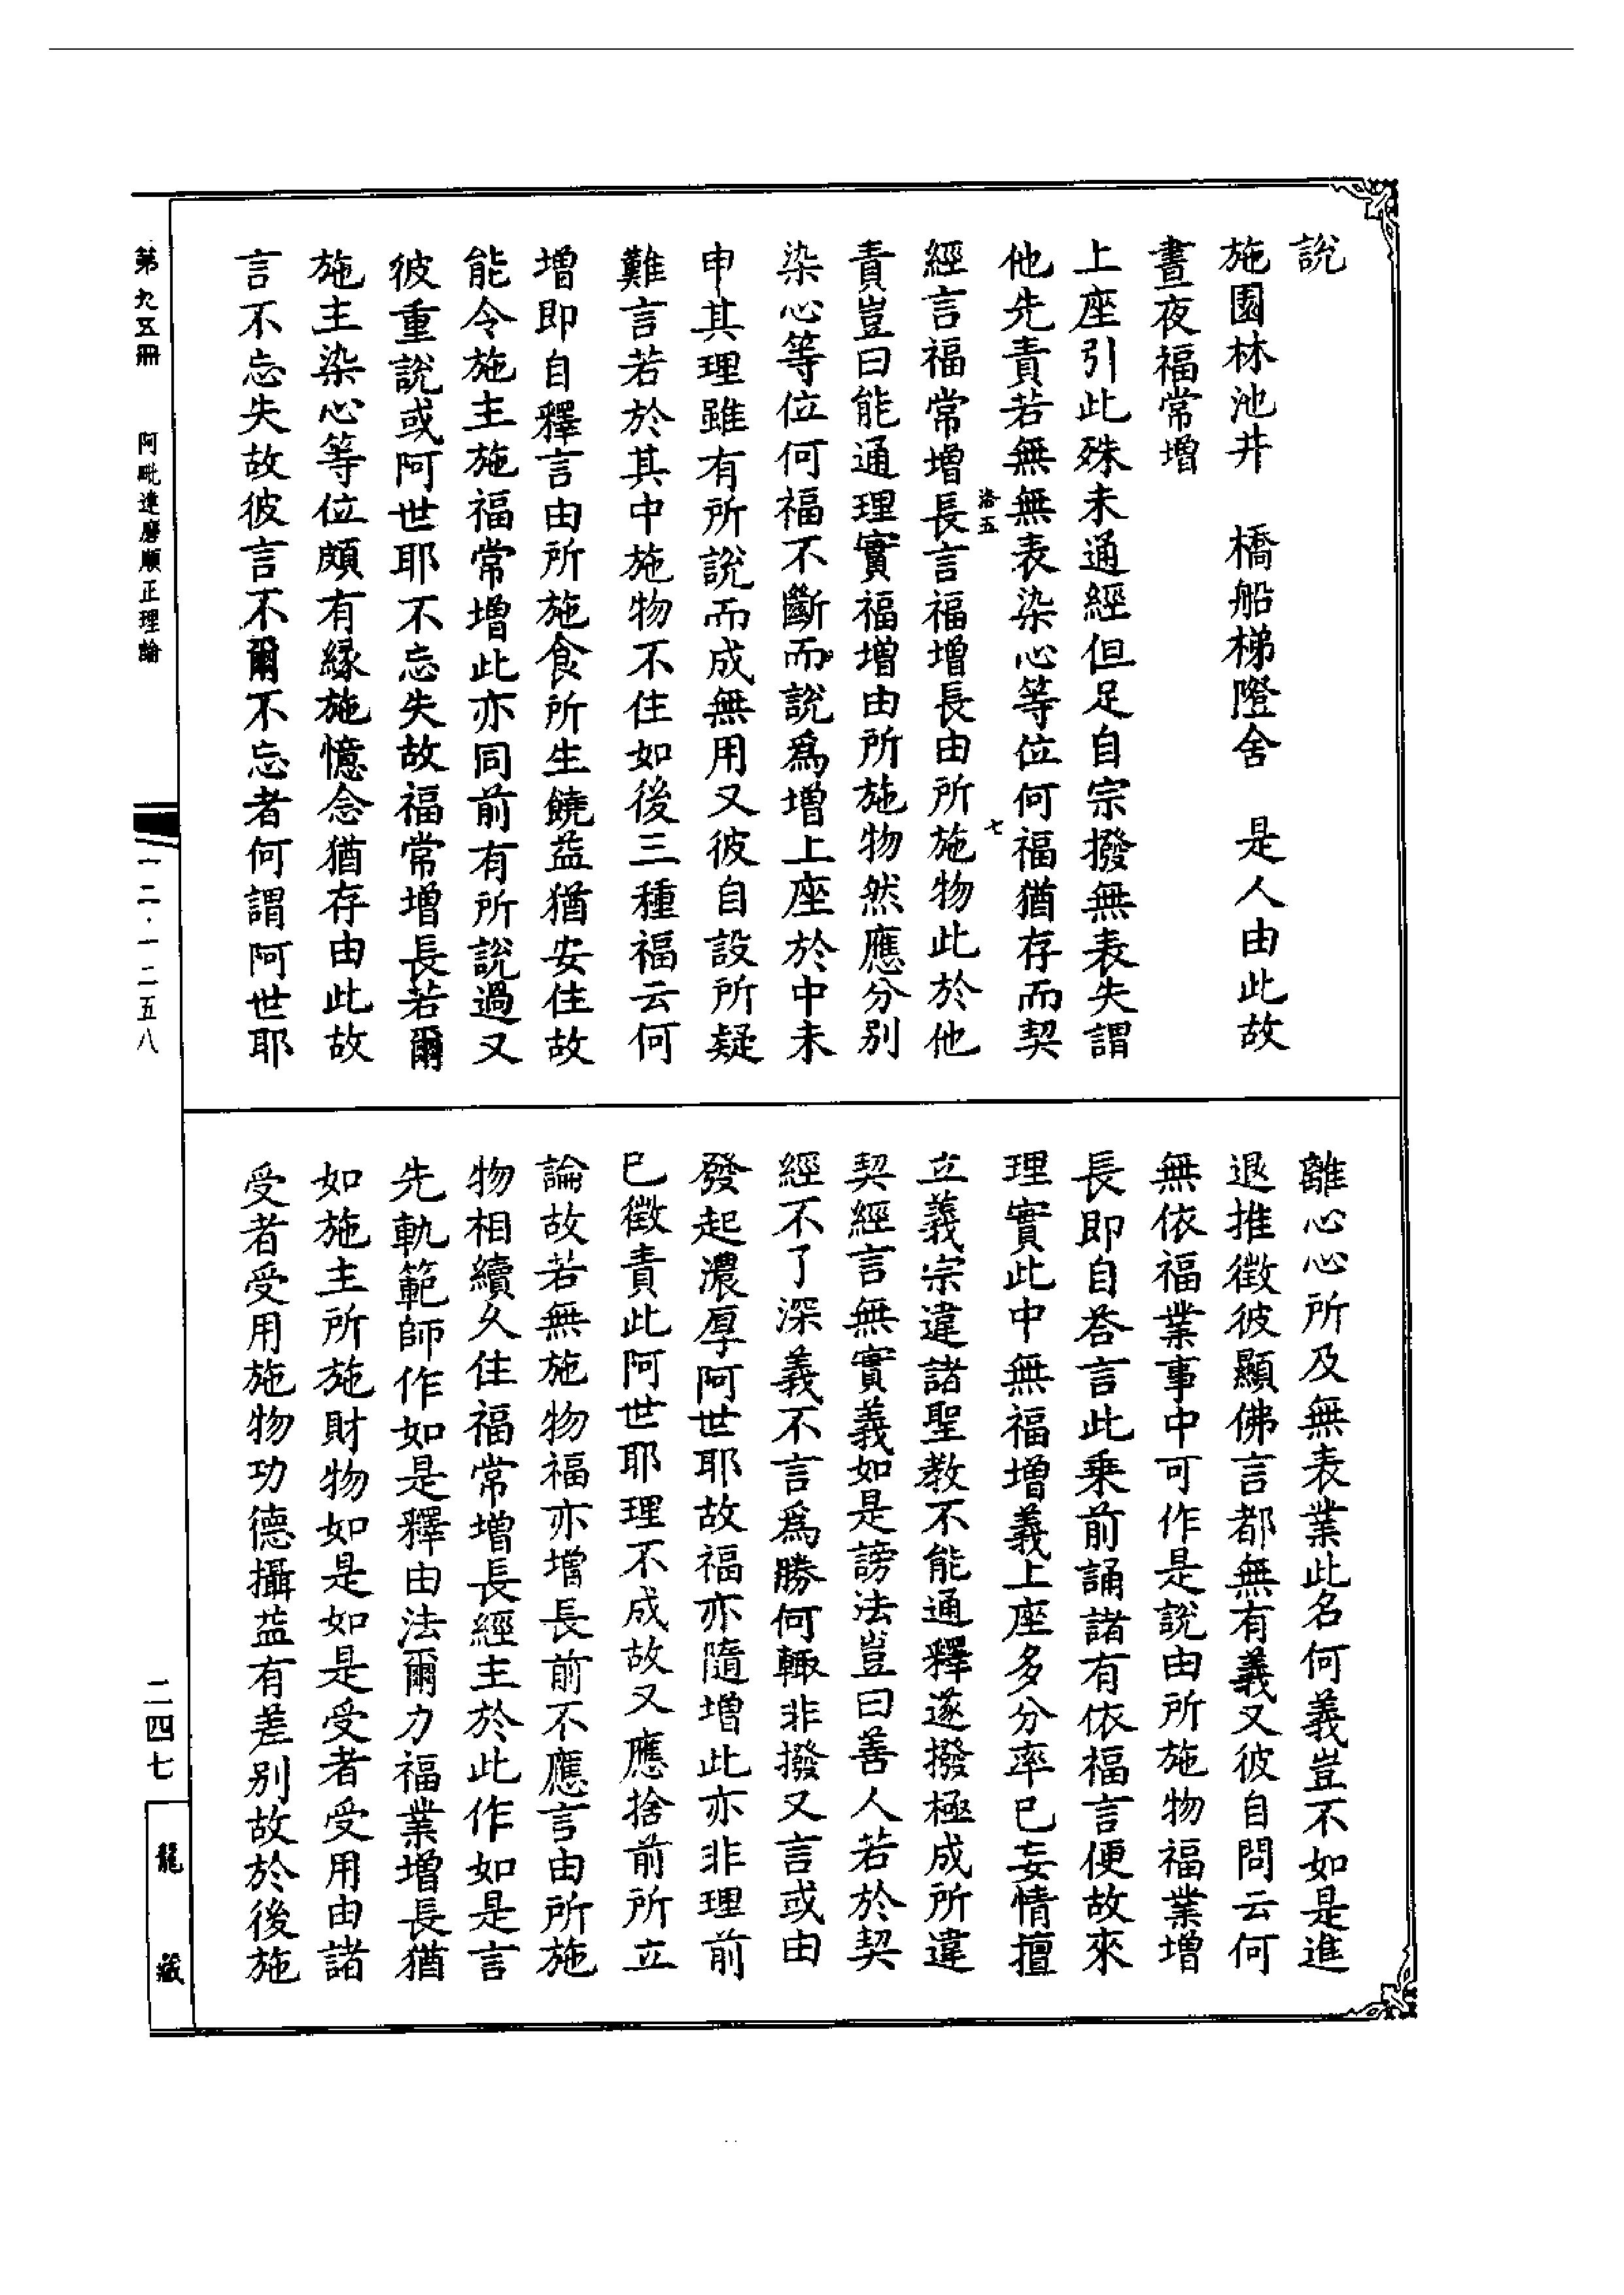 說
施園林池井　橋船梯隥舍　是人由此故
晝夜福常增
上座引此殊未通經但足自宗撥無表失謂
他先責若無無表染心等位何福猶存而契
經言福常增長言福增長由所施物此於他
責豈曰能通理實福增由所施物然應分別
染心等位何福不斷而說爲增上座於中未
申其理雖有所說而成無用又彼自設所疑
難言若於其中施物不住如後三種福云何
增即自釋言由所施食所生饒益猶安住故
能令施主施福常增此亦同前有所說過又
彼重說或阿世耶不忘失故福常增長若爾
施主染心等位頗有緣施憶念猶存由此故
言不忘失故彼言不爾不忘者何謂阿世耶
洛五
七
離心心所及無表業此名何義豈不如是進
退推徵彼顯佛言都無有義又彼自問云何
無依福業事中可作是說由所施物福業增
長即自荅言此乗前誦諸有依福言便故來
理實此中無福增義上座多分率已妄情擅
立義宗違諸聖教不能通釋遂撥極成所違
契經言無實義如是謗法豈曰善人若於契
經不了深義不言爲勝何輙非撥又言或由
發起濃厚阿世耶故福亦隨增此亦非理前
已徵責此阿世耶理不成故又應捨前所立
論故若無施物福亦增長前不應言由所施
物相續久住福常增長經主於此作如是言
先軌範師作如是釋由法爾力福業增長猶
如施主所施財物如是如是受者受用由諸
受者受用施物功德攝益有差別故於後施
第九五冊　阿毗達磨順正理論
一二·一二五八
二四七
龍藏